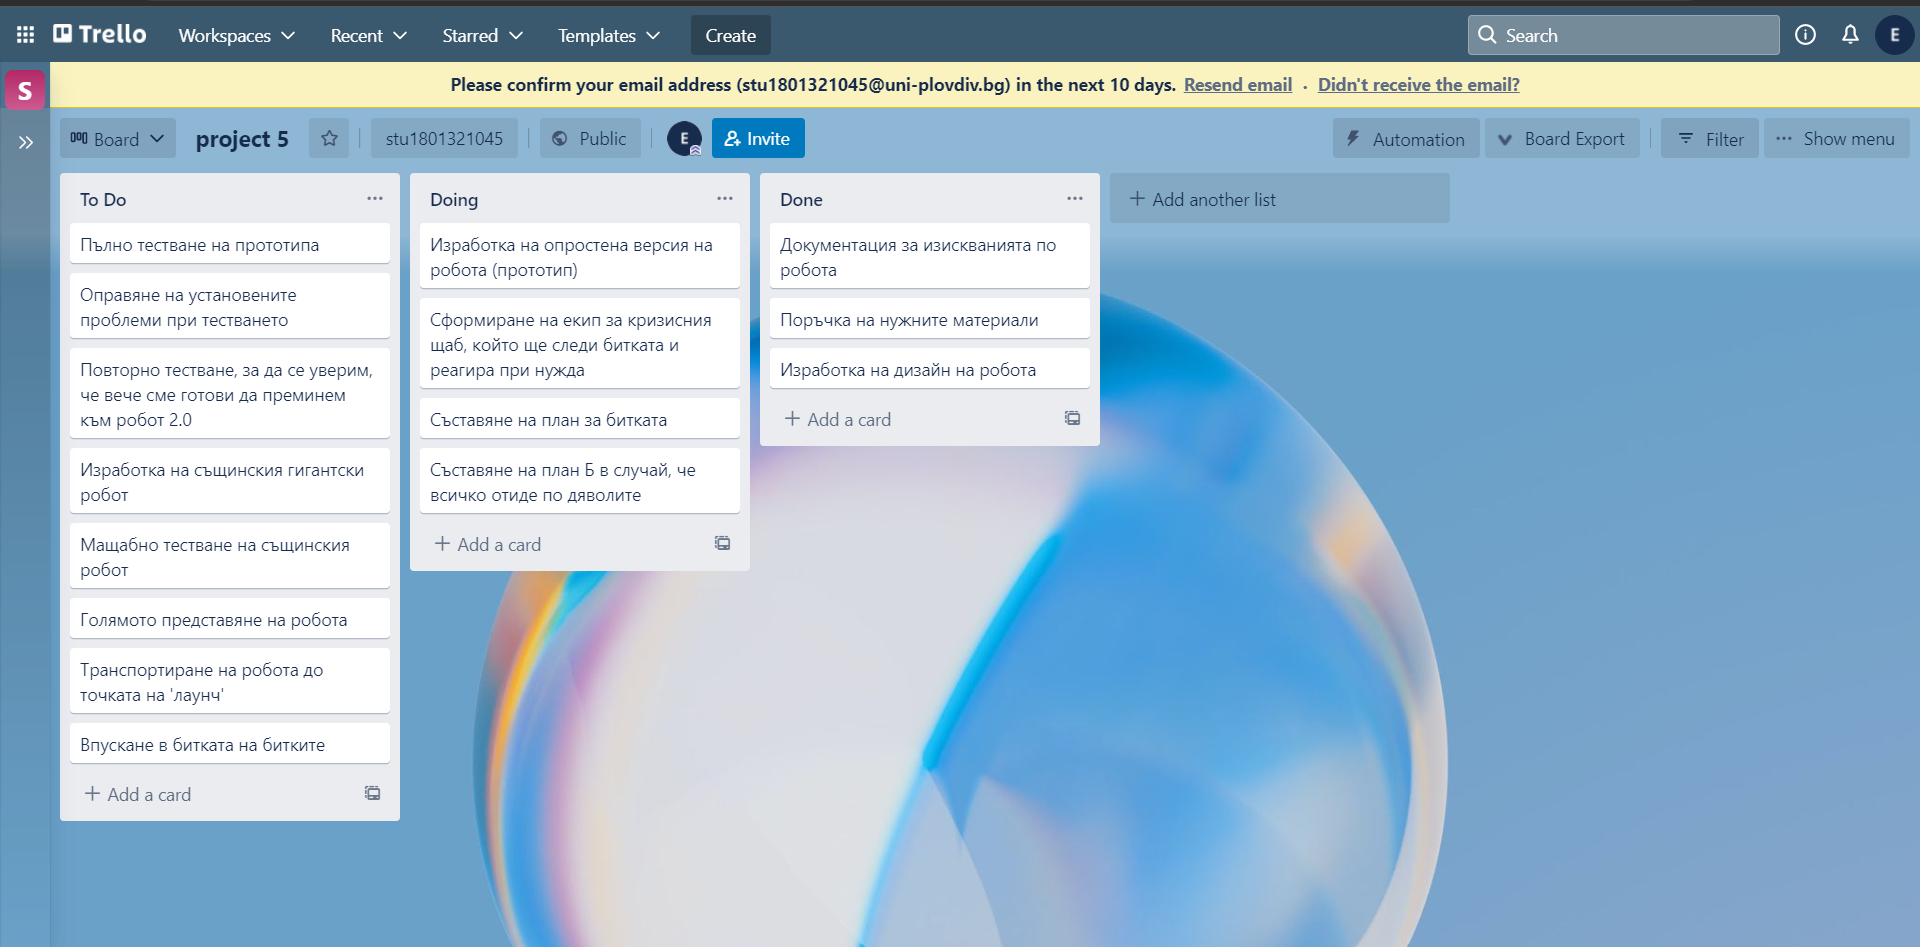 Trello
Workspaces
Recent
Starred
Templates
Create
Search
E
S
Please confirm your email address (stu1801321045@uni-plovdiv.bg) in the next 10 days. Resend email · Didn't receive the email?
Board
project 5
stu1801321045
Public
E
Invite
Automation
Board Export
Filter
Show menu
To Do
Пълно тестване на прототипа
Оправяне на установените
проблеми при тестването
Повторно тестване, за да се уверим,
че вече сме готови да преминем
към робот 2.0
Изработка на същинския гигантски
робот
Мащабно тестване на същинския
робот
Голямото представяне на робота
Транспортиране на робота до
точката на 'лаунч'
Впускане в битката на битките
Add a card
Doing
Изработка на опростена версия на
робота (прототип)
Сформиране на екип за кризисния
щаб, който ще следи битката и
реагира при нужда
Съставяне на план за битката
Съставяне на план Б в случай, че
всичко отиде по дяволите
Add a card
Done
Документация за изискванията по
робота
Поръчка на нужните материали
Изработка на дизайн на робота
Add a card
Add another list